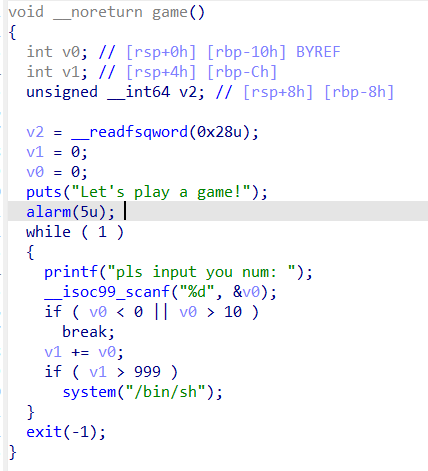 void __noreturn game()
{
  int v0; // [rsp+0h] [rbp-10h] BYREF
  int v1; // [rsp+4h] [rbp-Ch]
  unsigned __int64 v2; // [rsp+8h] [rbp-8h]

  v2 = __readfsqword(0x28u);
  v1 = 0;
  v0 = 0;
  puts("Let's play a game!");
  alarm(5u);
  while ( 1 )
  {
    printf("pls input you num: ");
    __isoc99_scanf("%d", &v0);
    if ( v0 < 0 || v0 > 10 )
      break;
    v1 += v0;
    if ( v1 > 999 )
      system("/bin/sh");
  }
  exit(-1);
}